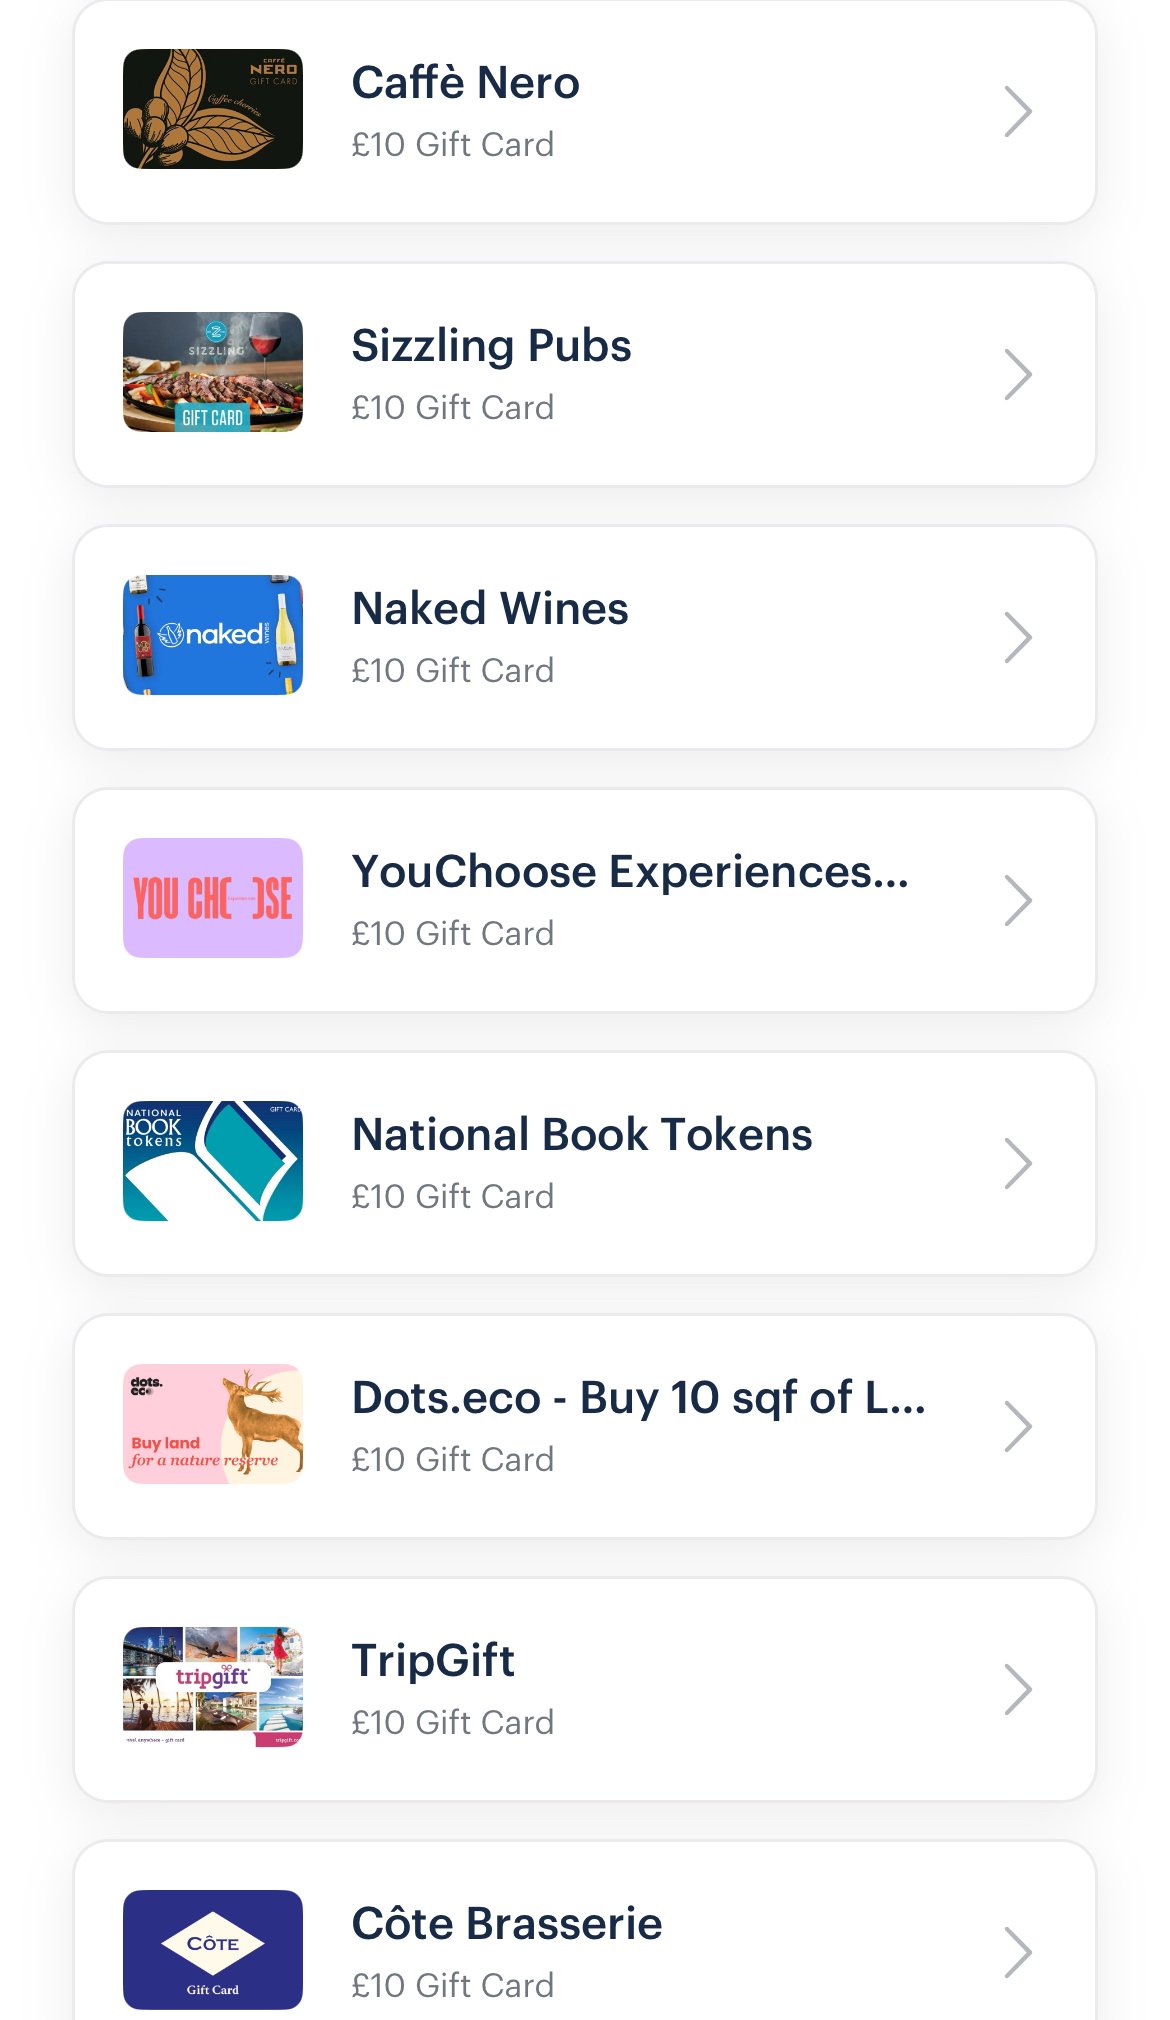 CAFFÈ
NERO
GIFT CARD
Coffee cherries
Caffè Nero
£10 Gift Card
SIZZLING
GIFT CARD
Sizzling Pubs
£10 Gift Card
naked
wines
Naked Wines
£10 Gift Card
YOU CHOOSE
YouChoose Experiences...
£10 Gift Card
NATIONAL
BOOK
tokens
GIFT CARD
National Book Tokens
£10 Gift Card
dots.
eco
Buy land
for a nature reserve
Dots.eco - Buy 10 sqf of L...
£10 Gift Card
tripgift
TripGift
£10 Gift Card
CÔTE
Gift Card
Côte Brasserie
£10 Gift Card